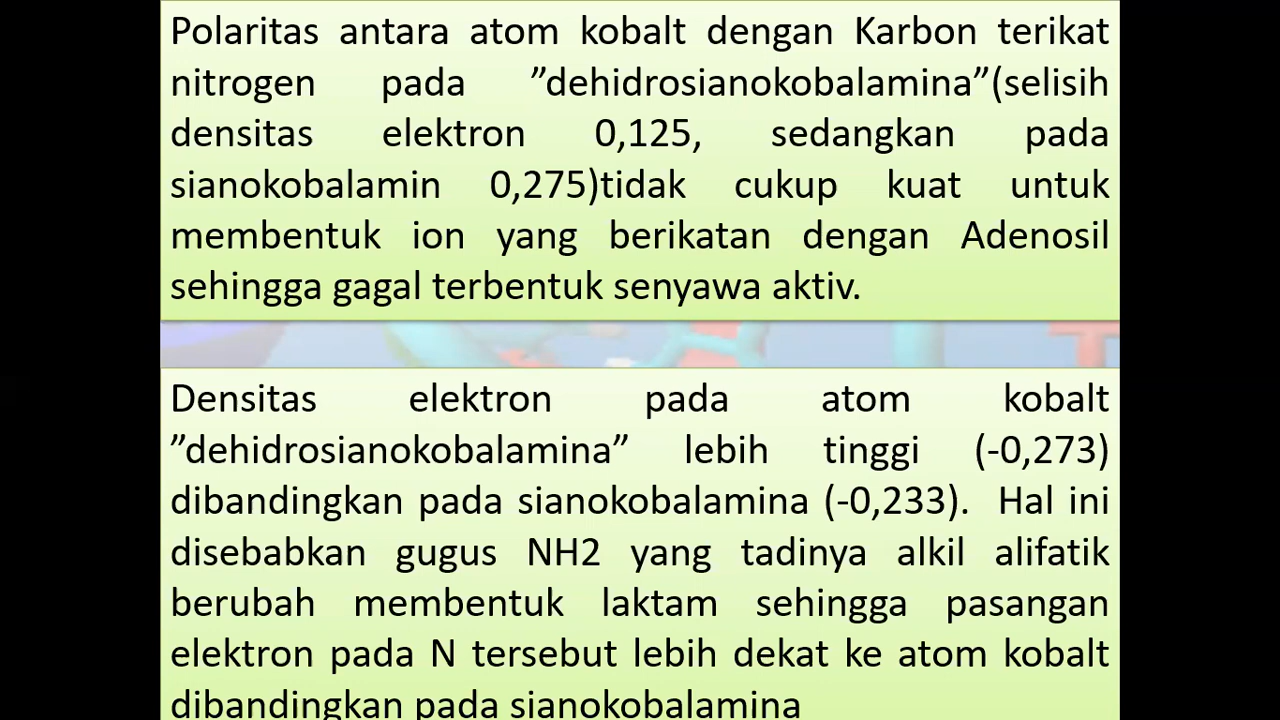 Polaritas antara atom kobalt dengan Karbon terikat
nitrogen pada ”dehidrosianokobalamina”(selisih
densitas elektron 0,125, sedangkan pada
sianokobalamin 0,275)tidak cukup kuat untuk
membentuk ion yang berikatan dengan Adenosil
sehingga gagal terbentuk senyawa aktiv.
Densitas elektron pada atom kobalt
”dehidrosianokobalamina” lebih tinggi (-0,273)
dibandingkan pada sianokobalamina (-0,233). Hal ini
disebabkan gugus NH2 yang tadinya alkil alifatik
berubah membentuk laktam sehingga pasangan
elektron pada N tersebut lebih dekat ke atom kobalt
dibandingkan pada sianokobalamina